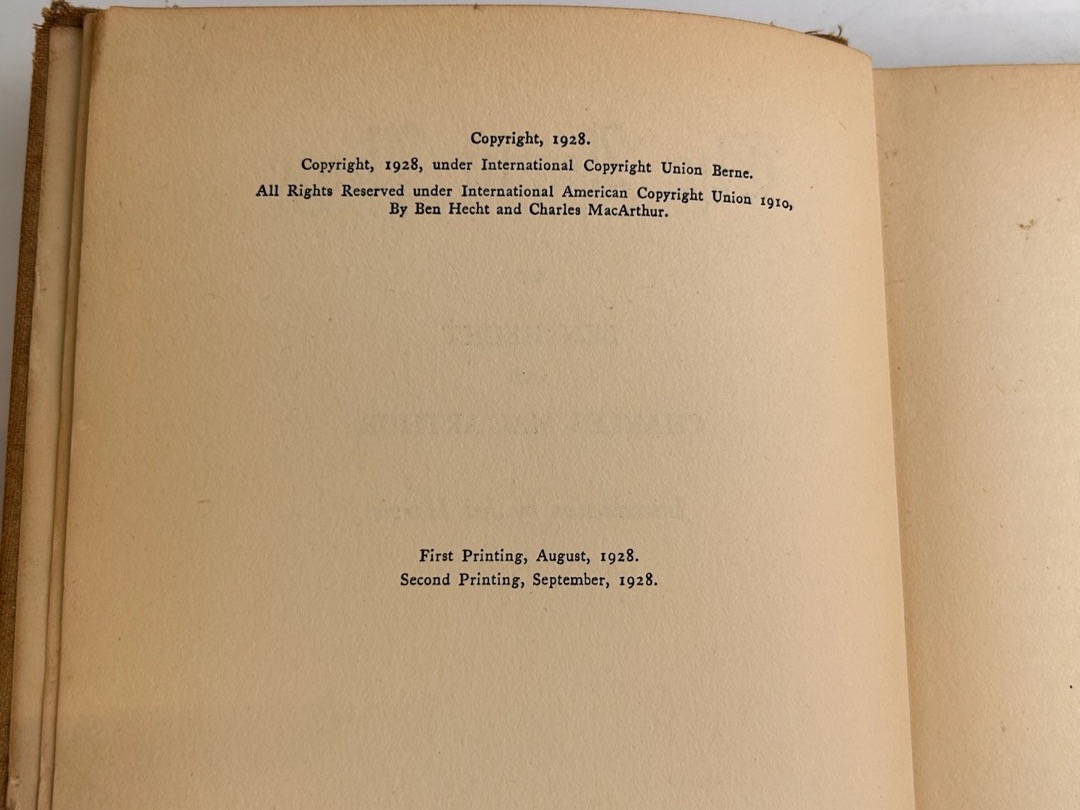 Copyright, 1928.
Copyright, 1928, under International Copyright Union Berne.
All Rights Reserved under International American Copyright Union 1910,
By Ben Hecht and Charles MacArthur.
First Printing, August, 1928.
Second Printing, September, 1928.